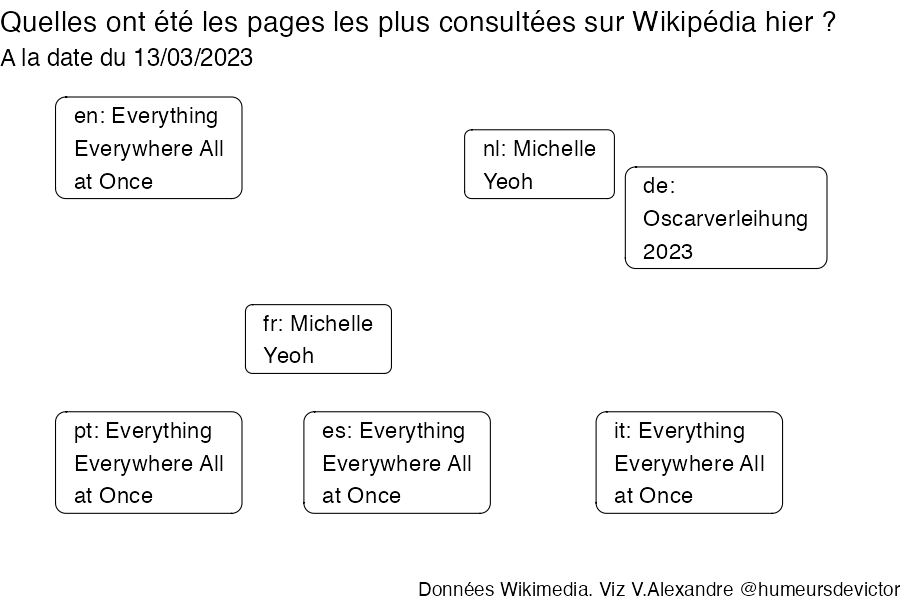 Quelles ont été les pages les plus consultées sur Wikipédia hier ?
A la date du 13/03/2023
en: Everything
Everywhere All
at Once
nl: Michelle
Yeoh
de:
Oscarverleihung
2023
fr: Michelle
Yeoh
pt: Everything
Everywhere All
at Once
es: Everything
Everywhere All
at Once
it: Everything
Everywhere All
at Once
Données Wikimedia. Viz V.Alexandre @humeursdevictor